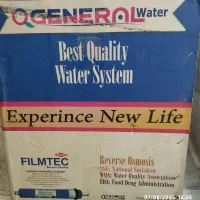 OGENERAL Water
Best Quality
Water System
Experince New Life
FILMTEC
Reverse Osmosis
NSF: National Sanitation
WQA: Water Quality Association
FDA: Food Drug Administration